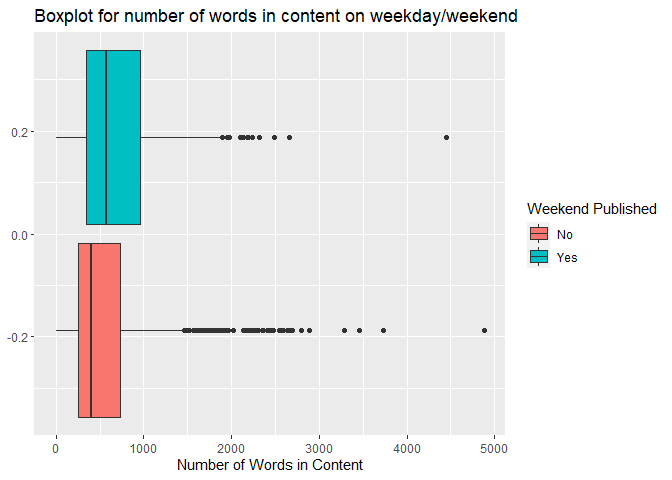 Boxplot for number of words in content on weekday/weekend
0.2
0.0
-0.2
0 1000 2000 3000 4000 5000
Number of Words in Content
Weekend Published
No
Yes